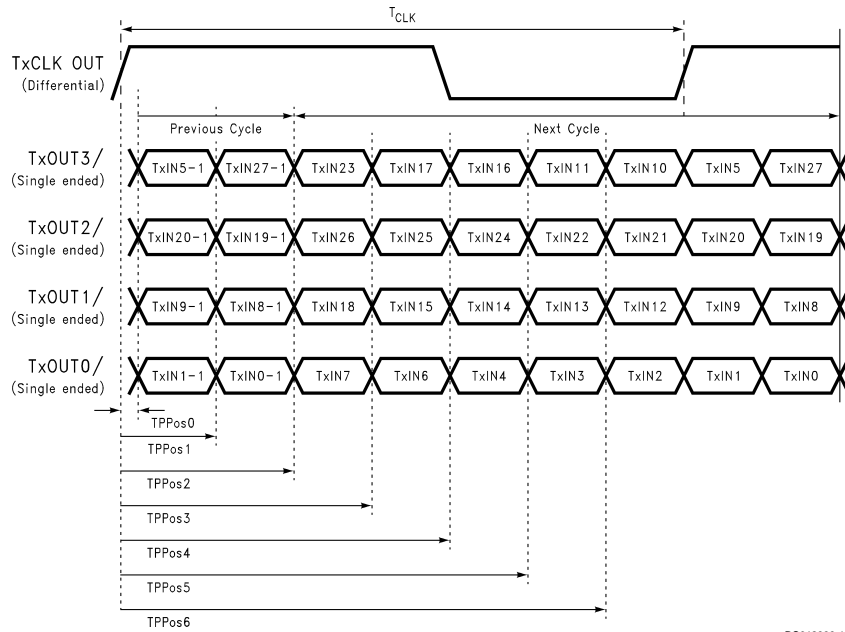 TCLK
TxCLK OUT
(Differential)
Previous Cycle
Next Cycle
TxOUT3/
(Single ended)
TxIN5-1 TxIN27-1 TxIN23 TxIN17 TxIN16 TxIN11 TxIN10 TxIN5 TxIN27
TxOUT2/
(Single ended)
TxIN20-1 TxIN19-1 TxIN26 TxIN25 TxIN24 TxIN22 TxIN21 TxIN20 TxIN19
TxOUT1/
(Single ended)
TxIN9-1 TxIN8-1 TxIN18 TxIN15 TxIN14 TxIN13 TxIN12 TxIN9 TxIN8
TxOUT0/
(Single ended)
TxIN1-1 TxIN0-1 TxIN7 TxIN6 TxIN4 TxIN3 TxIN2 TxIN1 TxIN0
TPPos0
TPPos1
TPPos2
TPPos3
TPPos4
TPPos5
TPPos6